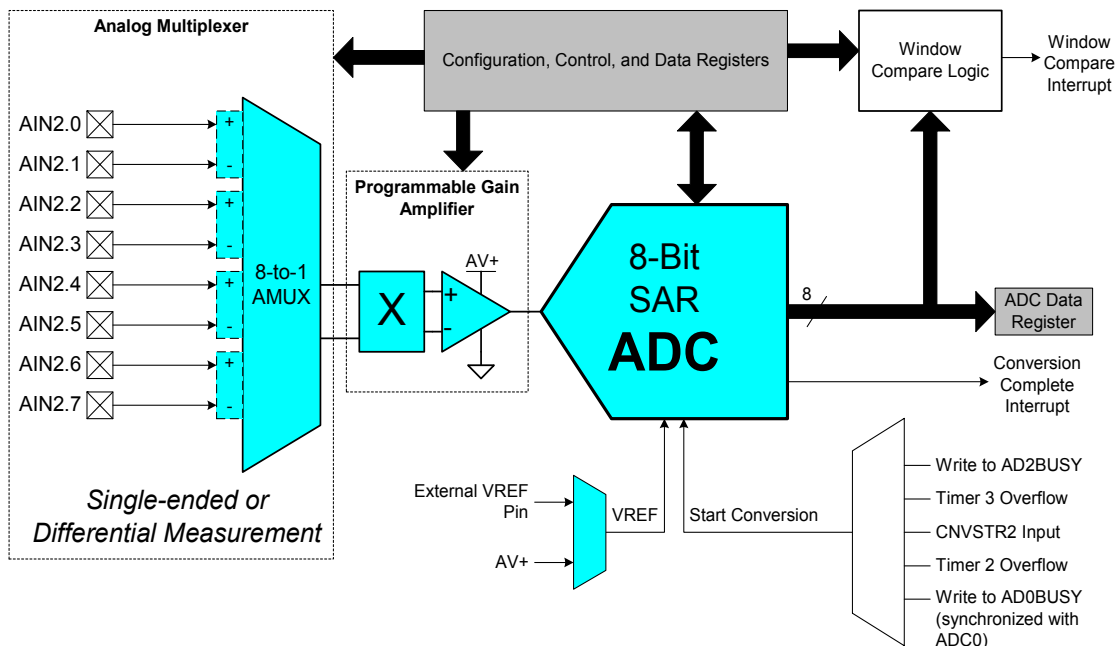 Analog Multiplexer
Configuration, Control, and Data Registers
Window
Compare Logic
Window
Compare
Interrupt
AIN2.0
+
AIN2.1
-
AIN2.2
+
AIN2.3
-
AIN2.4
+
AIN2.5
-
AIN2.6
+
AIN2.7
-
8-to-1
AMUX
Programmable Gain
Amplifier
X
+
-
AV+
8-Bit
SAR
ADC
8
ADC Data
Register
Conversion
Complete
Interrupt
Single-ended or
Differential Measurement
External VREF
Pin
AV+
VREF
Start Conversion
Write to AD2BUSY
Timer 3 Overflow
CNVSTR2 Input
Timer 2 Overflow
Write to AD0BUSY
(synchronized with
ADC0)